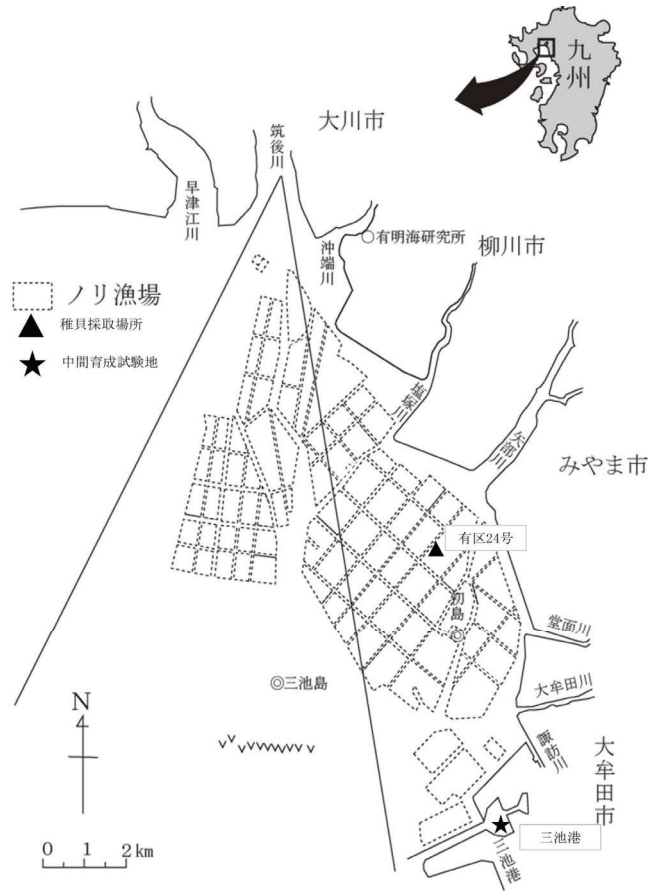 九州
大川市
筑後川
早津江川
沖端川
○有明海研究所
柳川市
ノリ漁場
稚貝採取場所
中間育成試験地
塩塚川
矢部川
みやま市
有区24号
初島
堂面川
◎三池島
大牟田川
諏訪川
大牟田市
N
三池港
三池港
0 1 2km